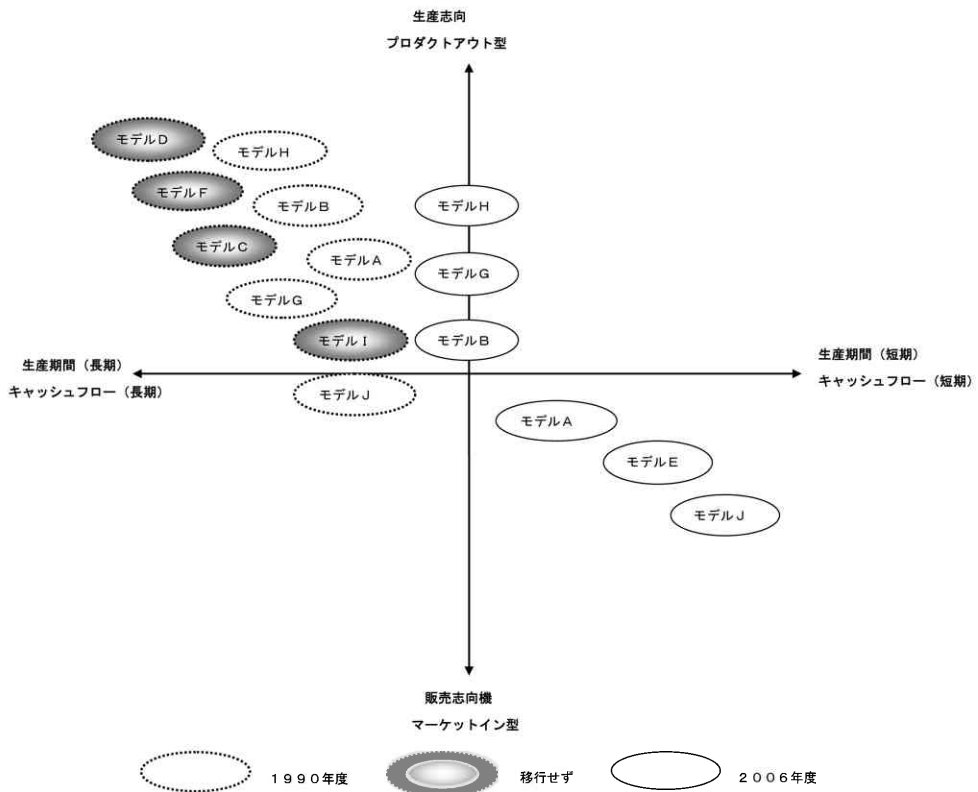 生産志向
プロダクトアウト型
モデルD
モデルH
モデルF
モデルB
モデルH
モデルC
モデルA
モデルG
モデルG
モデルI
モデルB
生産期間（長期）
キャッシュフロー（長期）
生産期間（短期）
キャッシュフロー（短期）
モデルJ
モデルA
モデルE
モデルJ
販売志向機
マーケットイン型
１９９０年度
移行せず
２００６年度